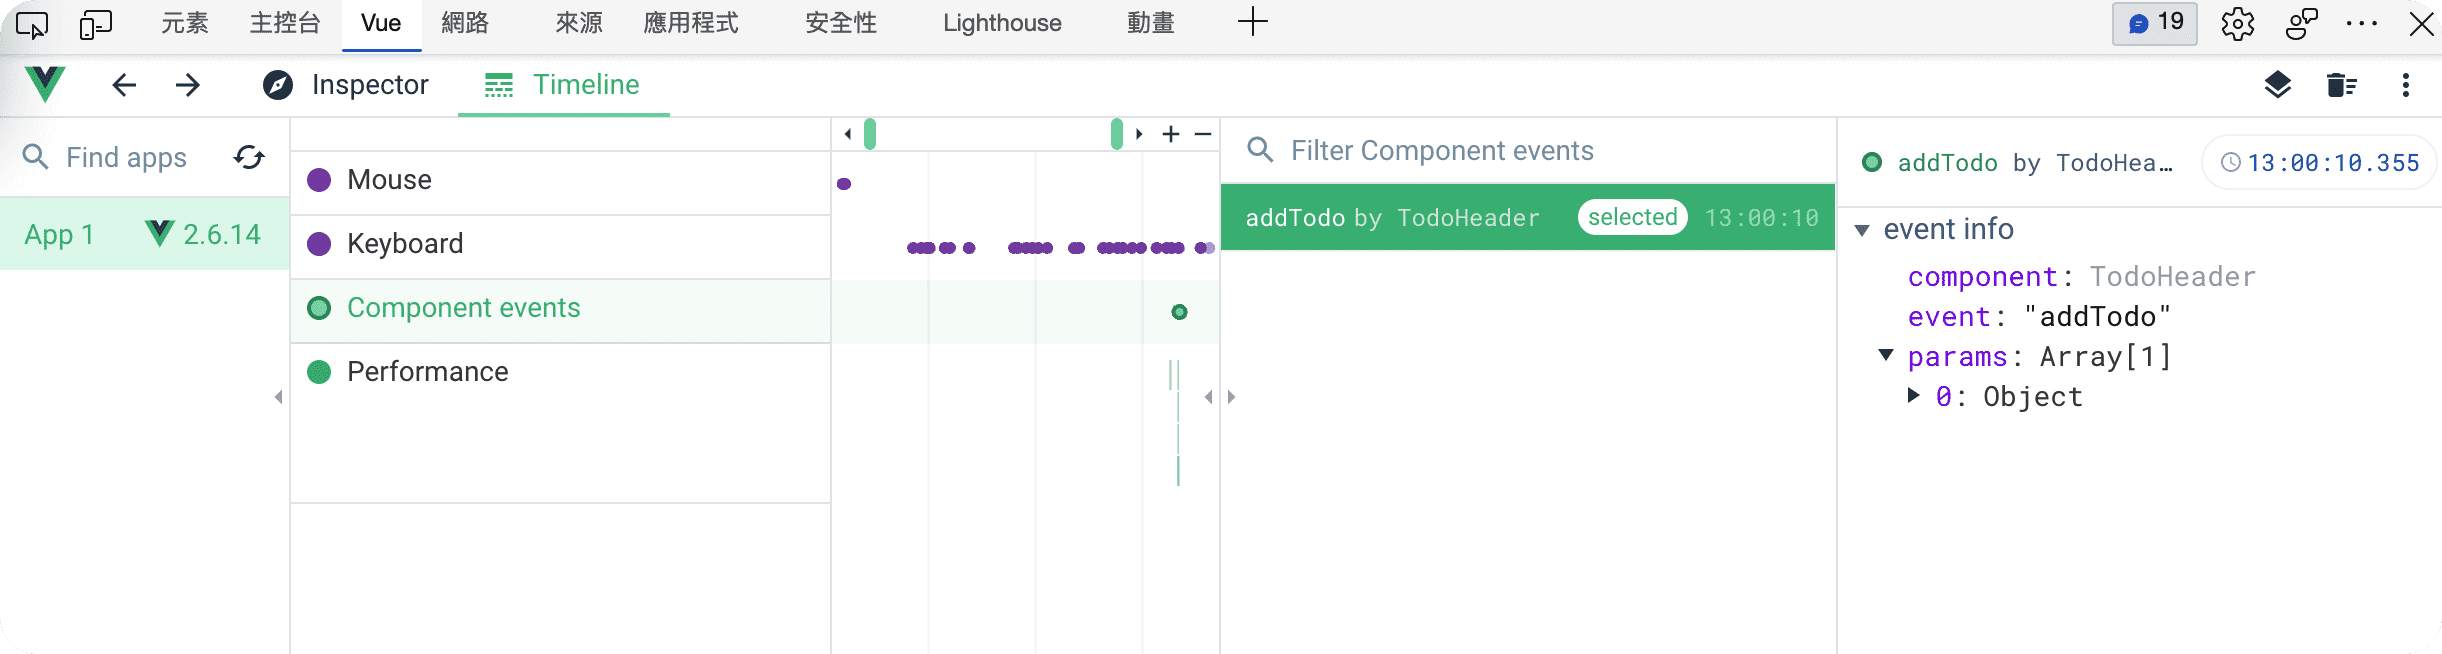 元素 主控台 Vue 網路 來源 應用程式 安全性 Lighthouse 動畫 19
Inspector Timeline
Find apps
App 1 2.6.14
Mouse
Keyboard
Component events
Performance
Filter Component events
addTodo by TodoHeader selected 13:00:10
addTodo by TodoHea… 13:00:10.355
event info
component: TodoHeader
event: "addTodo"
params: Array[1]
0: Object